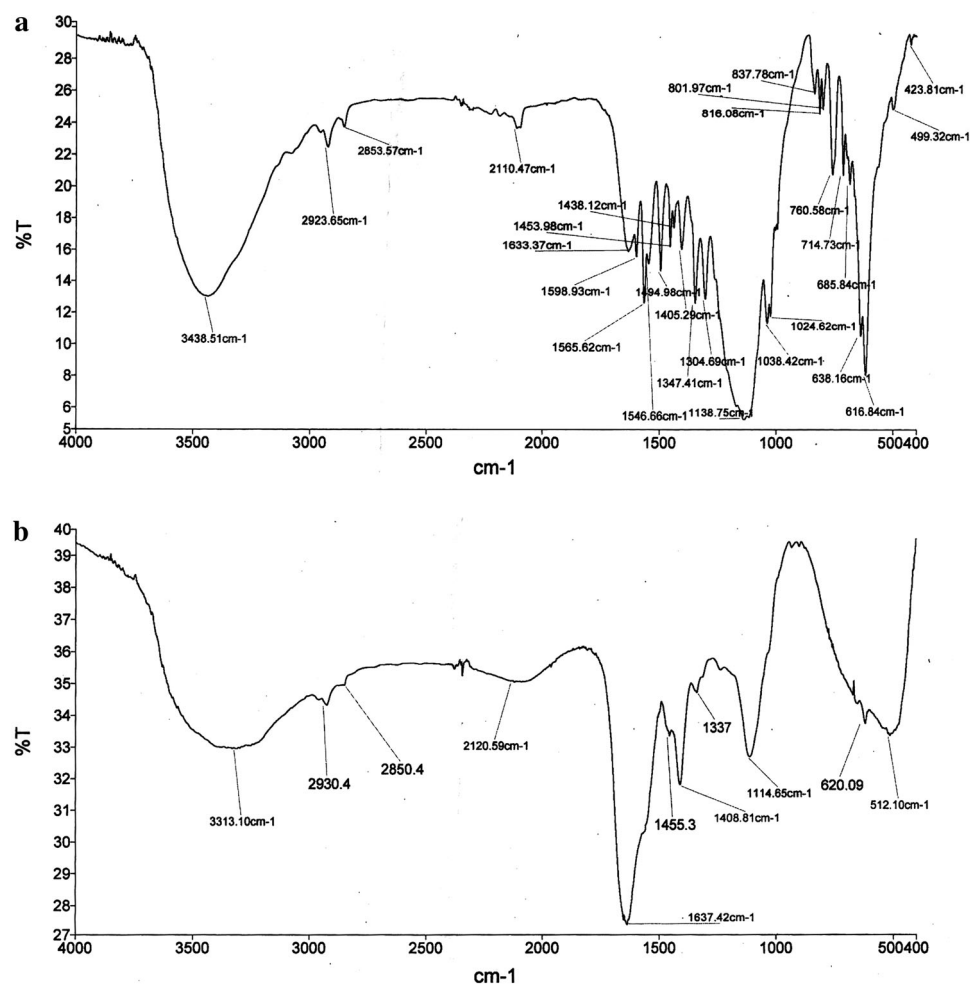 a
30
28
26
24
22
20
18
16
14
12
10
8
6
5
%T
3438.51cm-1
2923.65cm-1
2853.57cm-1
2110.47cm-1
1438.12cm-1
1453.98cm-1
1633.37cm-1
1598.93cm-1
1565.62cm-1
1546.66cm-1
1494.98cm-1
1405.29cm-1
1304.69cm-1
1347.41cm-1
1138.75cm-1
1038.42cm-1
1024.62cm-1
837.78cm-1
801.97cm-1
816.08cm-1
760.58cm-1
714.73cm-1
685.84cm-1
638.16cm-1
616.84cm-1
423.81cm-1
499.32cm-1
4000 3500 3000 2500 2000 1500 1000 500 400
cm-1
b
40
39
38
37
36
35
34
33
32
31
30
29
28
27
%T
3313.10cm-1
2930.4
2850.4
2120.59cm-1
1637.42cm-1
1455.3
1408.81cm-1
1337
1114.65cm-1
620.09
512.10cm-1
4000 3500 3000 2500 2000 1500 1000 500 400
cm-1